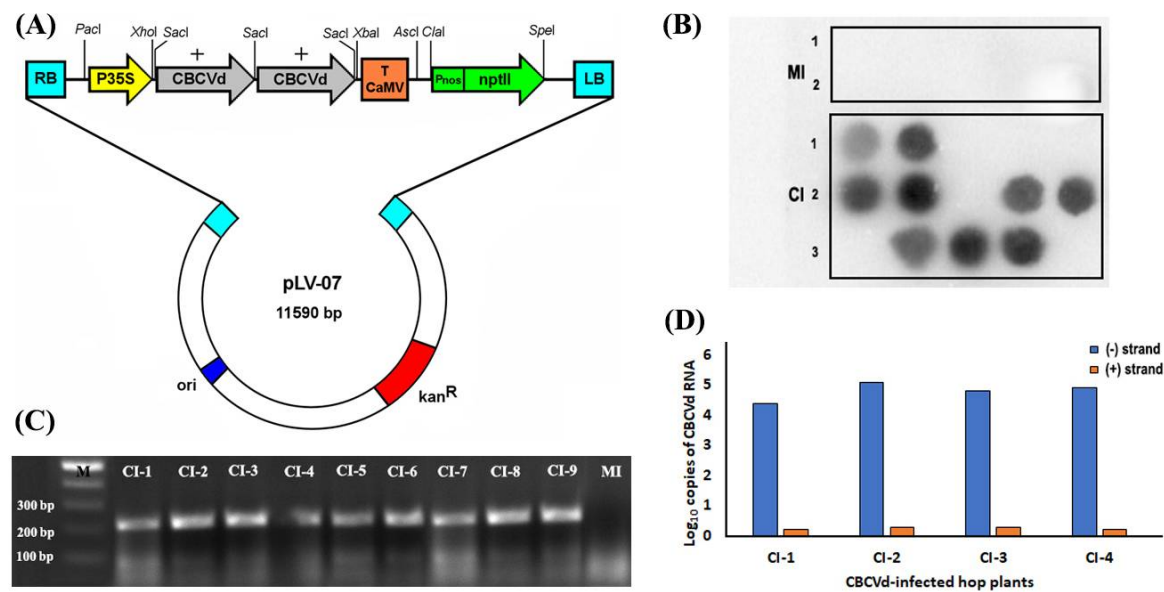 (A)
PacI XhoI SacI SacI SacI XbaI AscI ClaI SpeI
+ +
RB P35S CBCVd CBCVd T CaMV Pnos nptII LB
pLV-07
11590 bp
ori
kanR
(B)
MI
1
2
CI
1
2
3
(C)
M CI-1 CI-2 CI-3 CI-4 CI-5 CI-6 CI-7 CI-8 CI-9 MI
300 bp
200 bp
100 bp
(D)
Log10 copies of CBCVd RNA
6
5
4
3
2
1
0
(-) strand
(+) strand
CI-1 CI-2 CI-3 CI-4
CBCVd-infected hop plants